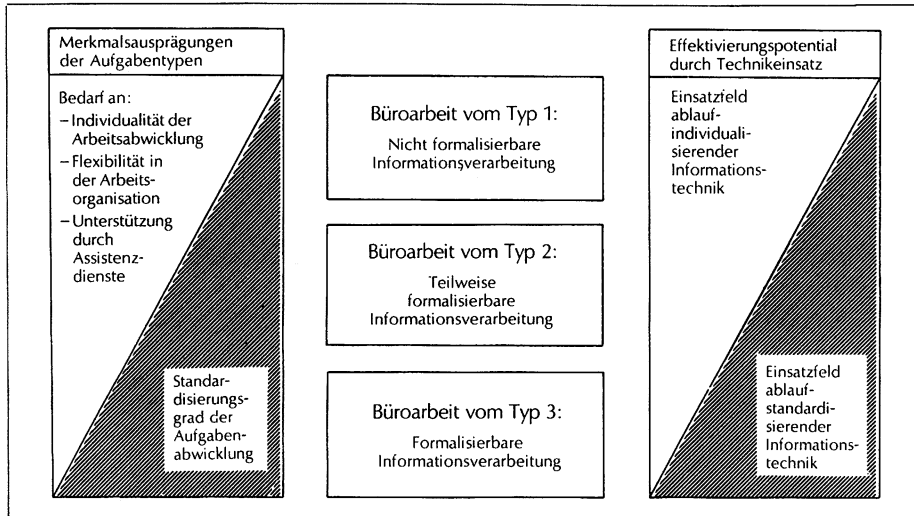 Merkmalsausprägungen
der Aufgabentypen
Bedarf an:
– Individualität der
Arbeitsabwicklung
– Flexibilität in
der Arbeits-
organisation
– Unterstützung
durch
Assistenz-
dienste
Standar-
disierungs-
grad der
Aufgaben-
abwicklung
Büroarbeit vom Typ 1:
Nicht formalisierbare
Informationsverarbeitung
Büroarbeit vom Typ 2:
Teilweise
formalisierbare
Informationsverarbeitung
Büroarbeit vom Typ 3:
Formalisierbare
Informationsverarbeitung
Effektivierungspotential
durch Technikeinsatz
Einsatzfeld
ablauf-
individuali-
sierender
Informations-
technik
Einsatzfeld
ablauf-
standardi-
sierender
Informations-
technik